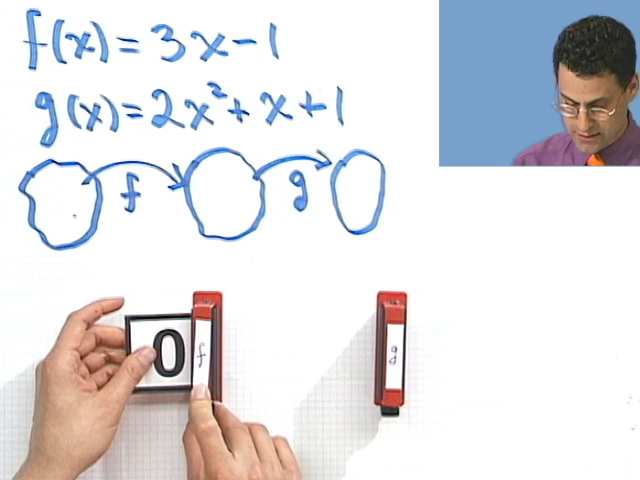 f(x) = 3x - 1
g(x) = 2x² + x + 1
f g
0 f g